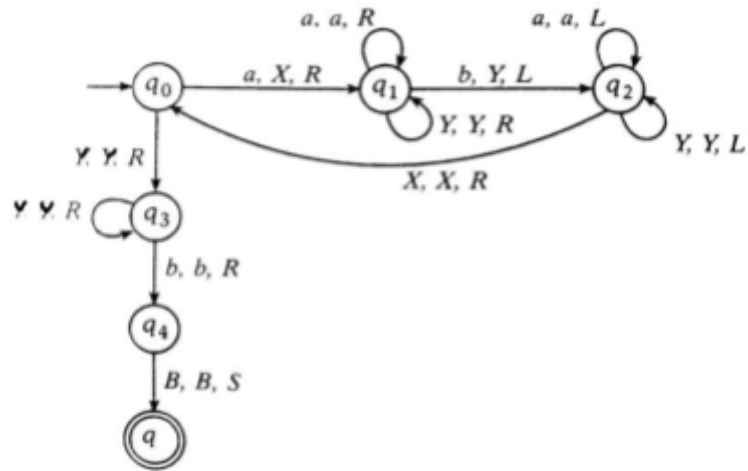 a, a, R
a, a, L
q0
a, X, R
q1
b, Y, L
q2
Y, Y, R
Y, Y, L
X, X, R
Y, Y, R
Y, Y, R
q3
b, b, R
q4
B, B, S
q